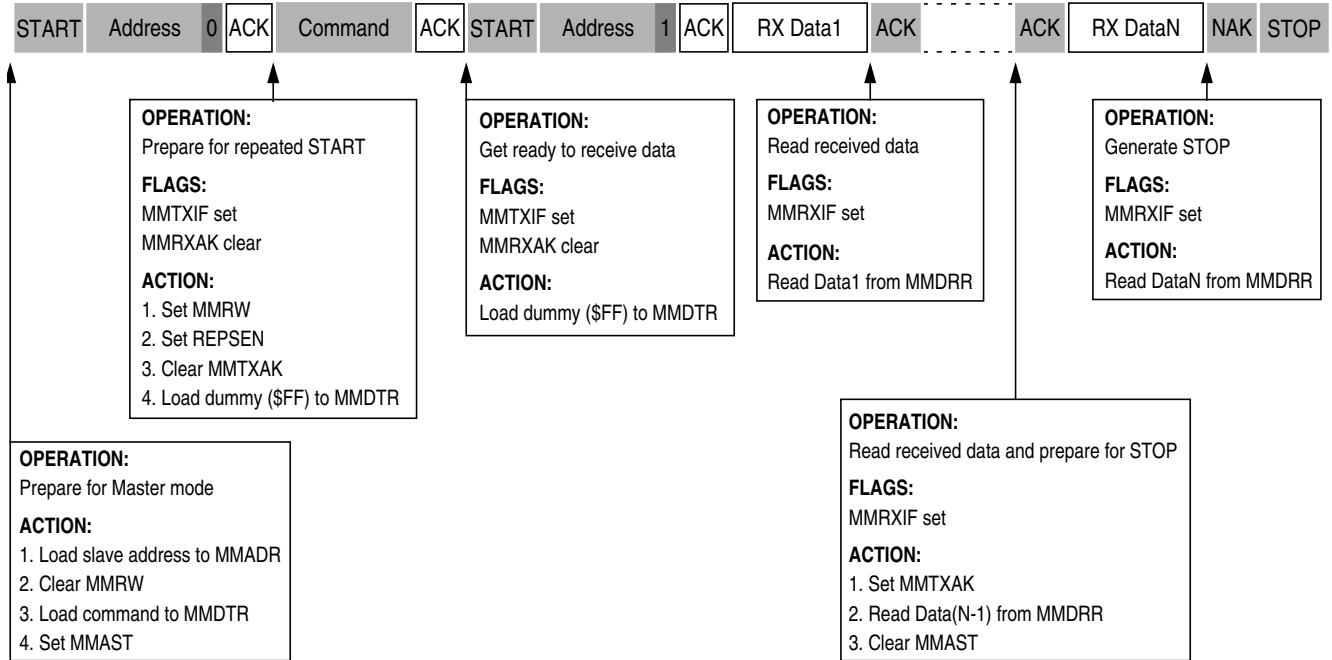 START Address 0 ACK Command ACK START Address 1 ACK RX Data1 ACK ACK RX DataN NAK STOP
OPERATION:
Prepare for repeated START
FLAGS:
MMTXIF set
MMRXAK clear
ACTION:
1. Set MMRW
2. Set REPSEN
3. Clear MMTXAK
4. Load dummy ($FF) to MMDTR
OPERATION:
Get ready to receive data
FLAGS:
MMTXIF set
MMRXAK clear
ACTION:
Load dummy ($FF) to MMDTR
OPERATION:
Read received data
FLAGS:
MMRXIF set
ACTION:
Read Data1 from MMDRR
OPERATION:
Generate STOP
FLAGS:
MMRXIF set
ACTION:
Read DataN from MMDRR
OPERATION:
Prepare for Master mode
ACTION:
1. Load slave address to MMADR
2. Clear MMRW
3. Load command to MMDTR
4. Set MMAST
OPERATION:
Read received data and prepare for STOP
FLAGS:
MMRXIF set
ACTION:
1. Set MMTXAK
2. Read Data(N-1) from MMDRR
3. Clear MMAST